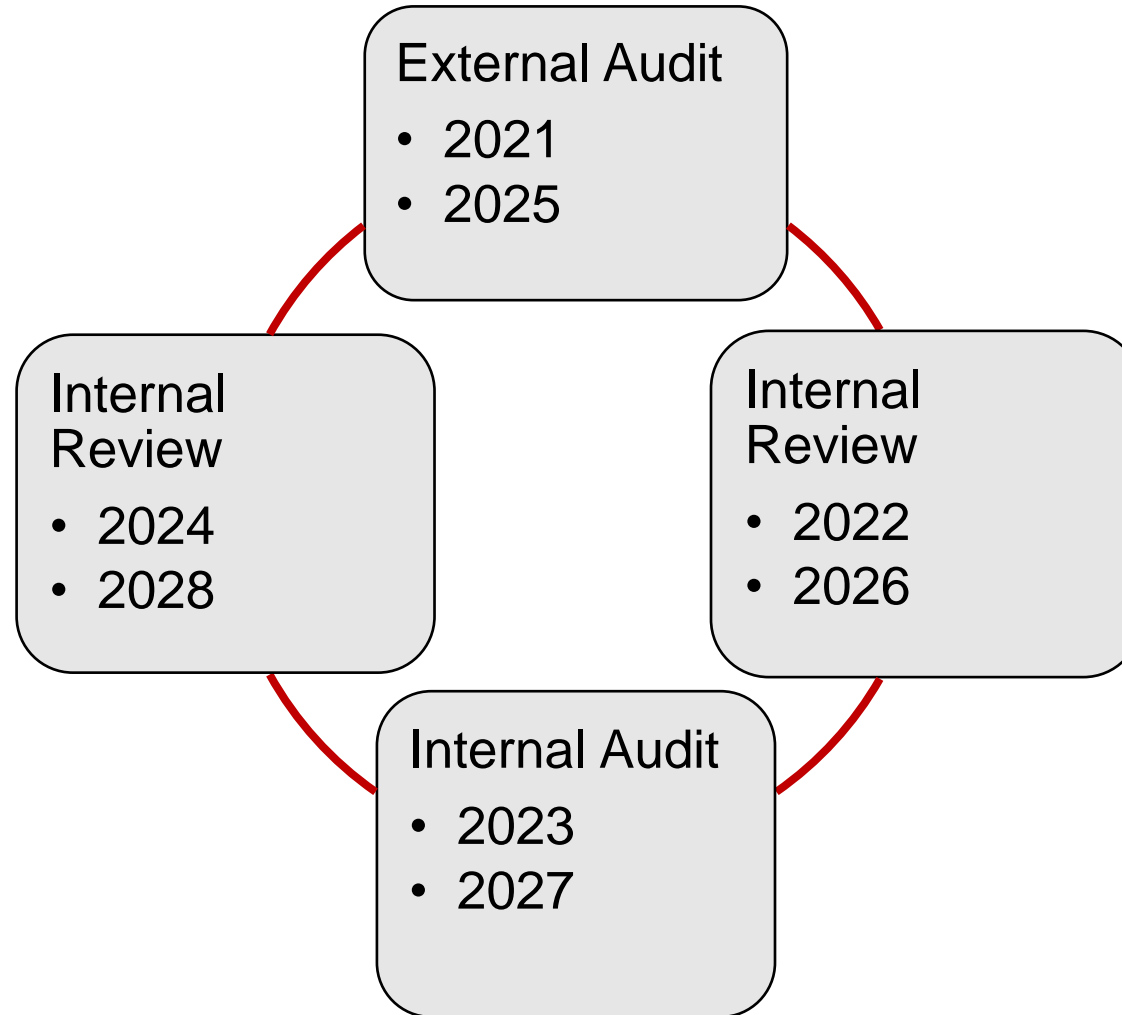 External Audit
• 2021
• 2025
Internal
Review
• 2024
• 2028
Internal
Review
• 2022
• 2026
Internal Audit
• 2023
• 2027